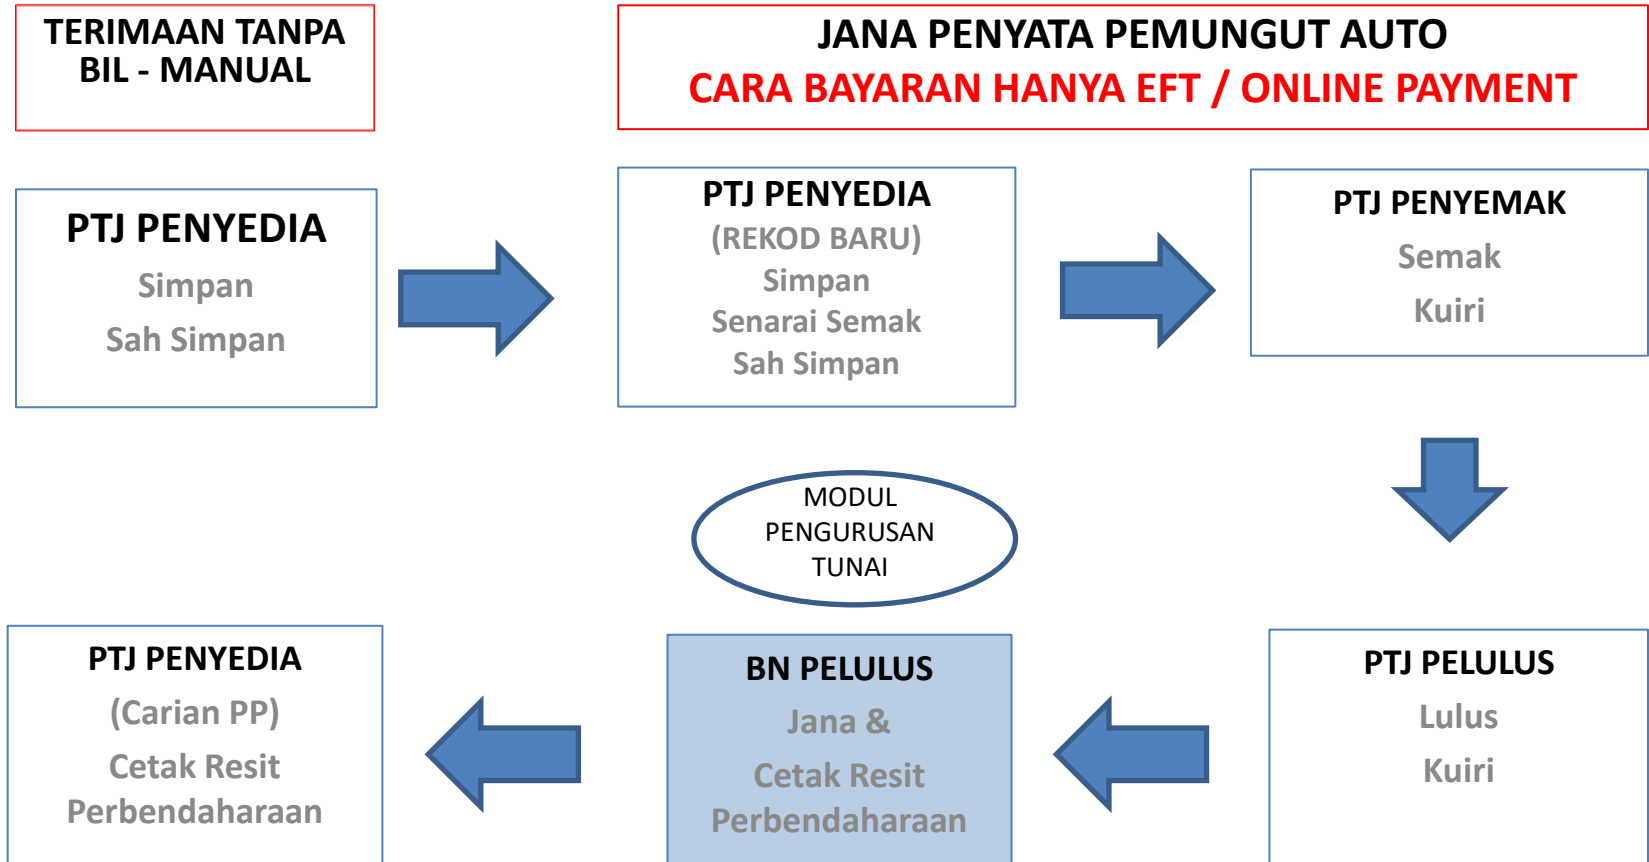 TERIMAAN TANPA
BIL - MANUAL
JANA PENYATA PEMUNGUT AUTO
CARA BAYARAN HANYA EFT / ONLINE PAYMENT
PTJ PENYEDIA
Simpan
Sah Simpan
PTJ PENYEDIA
(REKOD BARU)
Simpan
Senarai Semak
Sah Simpan
PTJ PENYEMAK
Semak
Kuiri
MODUL
PENGURUSAN
TUNAI
PTJ PENYEDIA
(Carian PP)
Cetak Resit
Perbendaharaan
BN PELULUS
Jana &
Cetak Resit
Perbendaharaan
PTJ PELULUS
Lulus
Kuiri